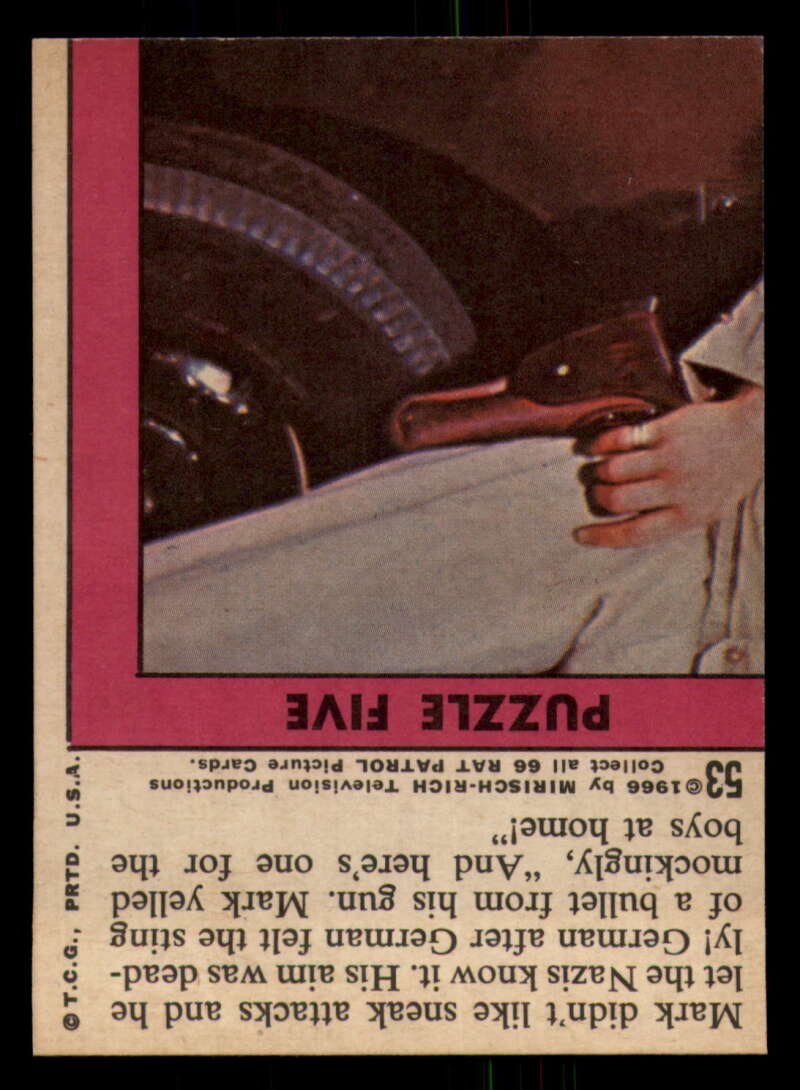 Mark didn't like sneak attacks and he
let the Nazis know it. His aim was dead-
ly! German after German felt the sting
of a bullet from his gun. Mark yelled
mockingly, "And here's one for the
boys at home!"
53 ©1966 by MIRISCH-RICH Television Productions
Collect all 66 RAT PATROL Picture Cards.
PUZZLE FIVE
© T.C.G., PRTD. U.S.A.